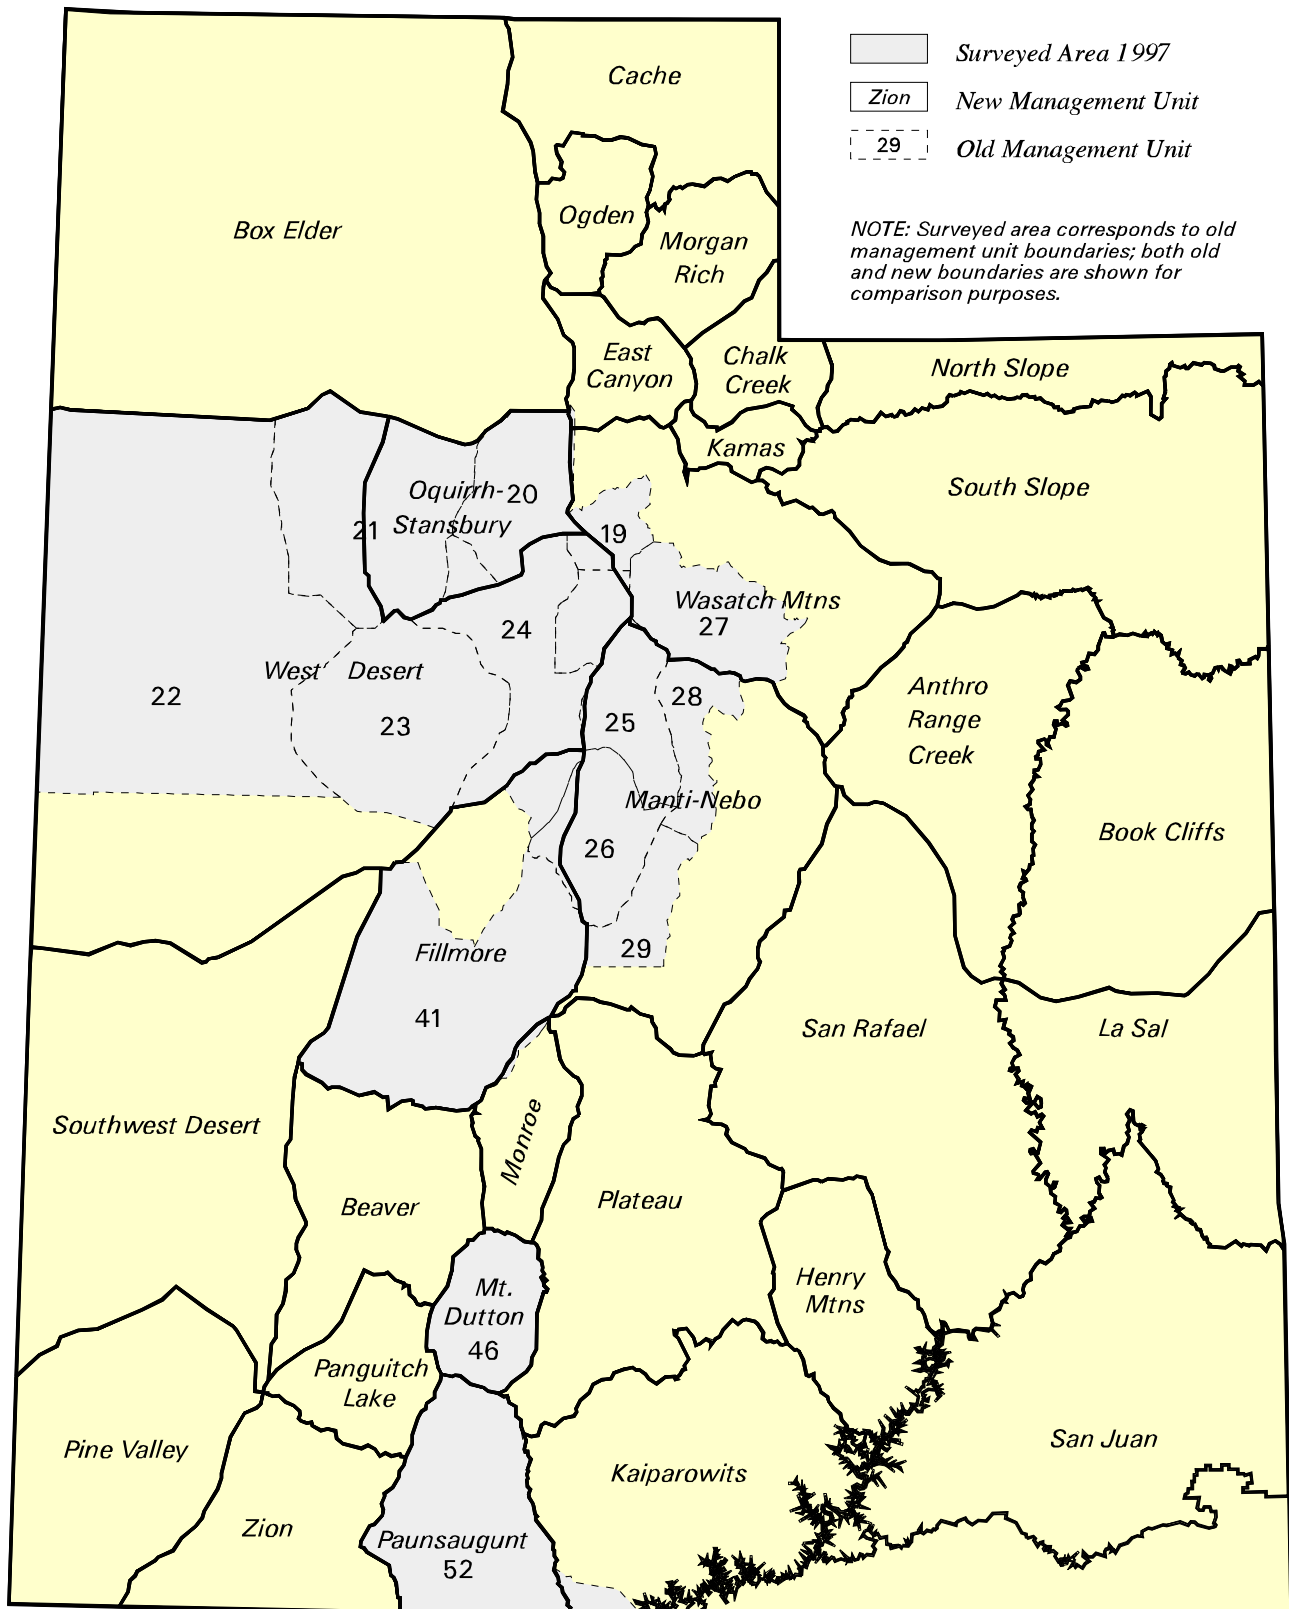 Surveyed Area 1997
Cache
Zion New Management Unit
29 Old Management Unit
Ogden
Box Elder
NOTE: Surveyed area corresponds to old
management unit boundaries; both old
and new boundaries are shown for
comparison purposes.
Morgan
Rich
East
Canyon
Chalk
Creek
North Slope
Kamas
South Slope
Oquirrh-
20
Stansbury
21
19
Wasatch Mtns
27
24
West Desert
22
23
25
28
Anthro
Range
Creek
Manti-Nebo
26
Book Cliffs
Fillmore
29
41
San Rafael
La Sal
Southwest Desert
Monroe
Beaver
Plateau
Mt.
Dutton
46
Henry
Mtns
Panguitch
Lake
Pine Valley
Kaiparowits
San Juan
Zion
Paunsaugunt
52